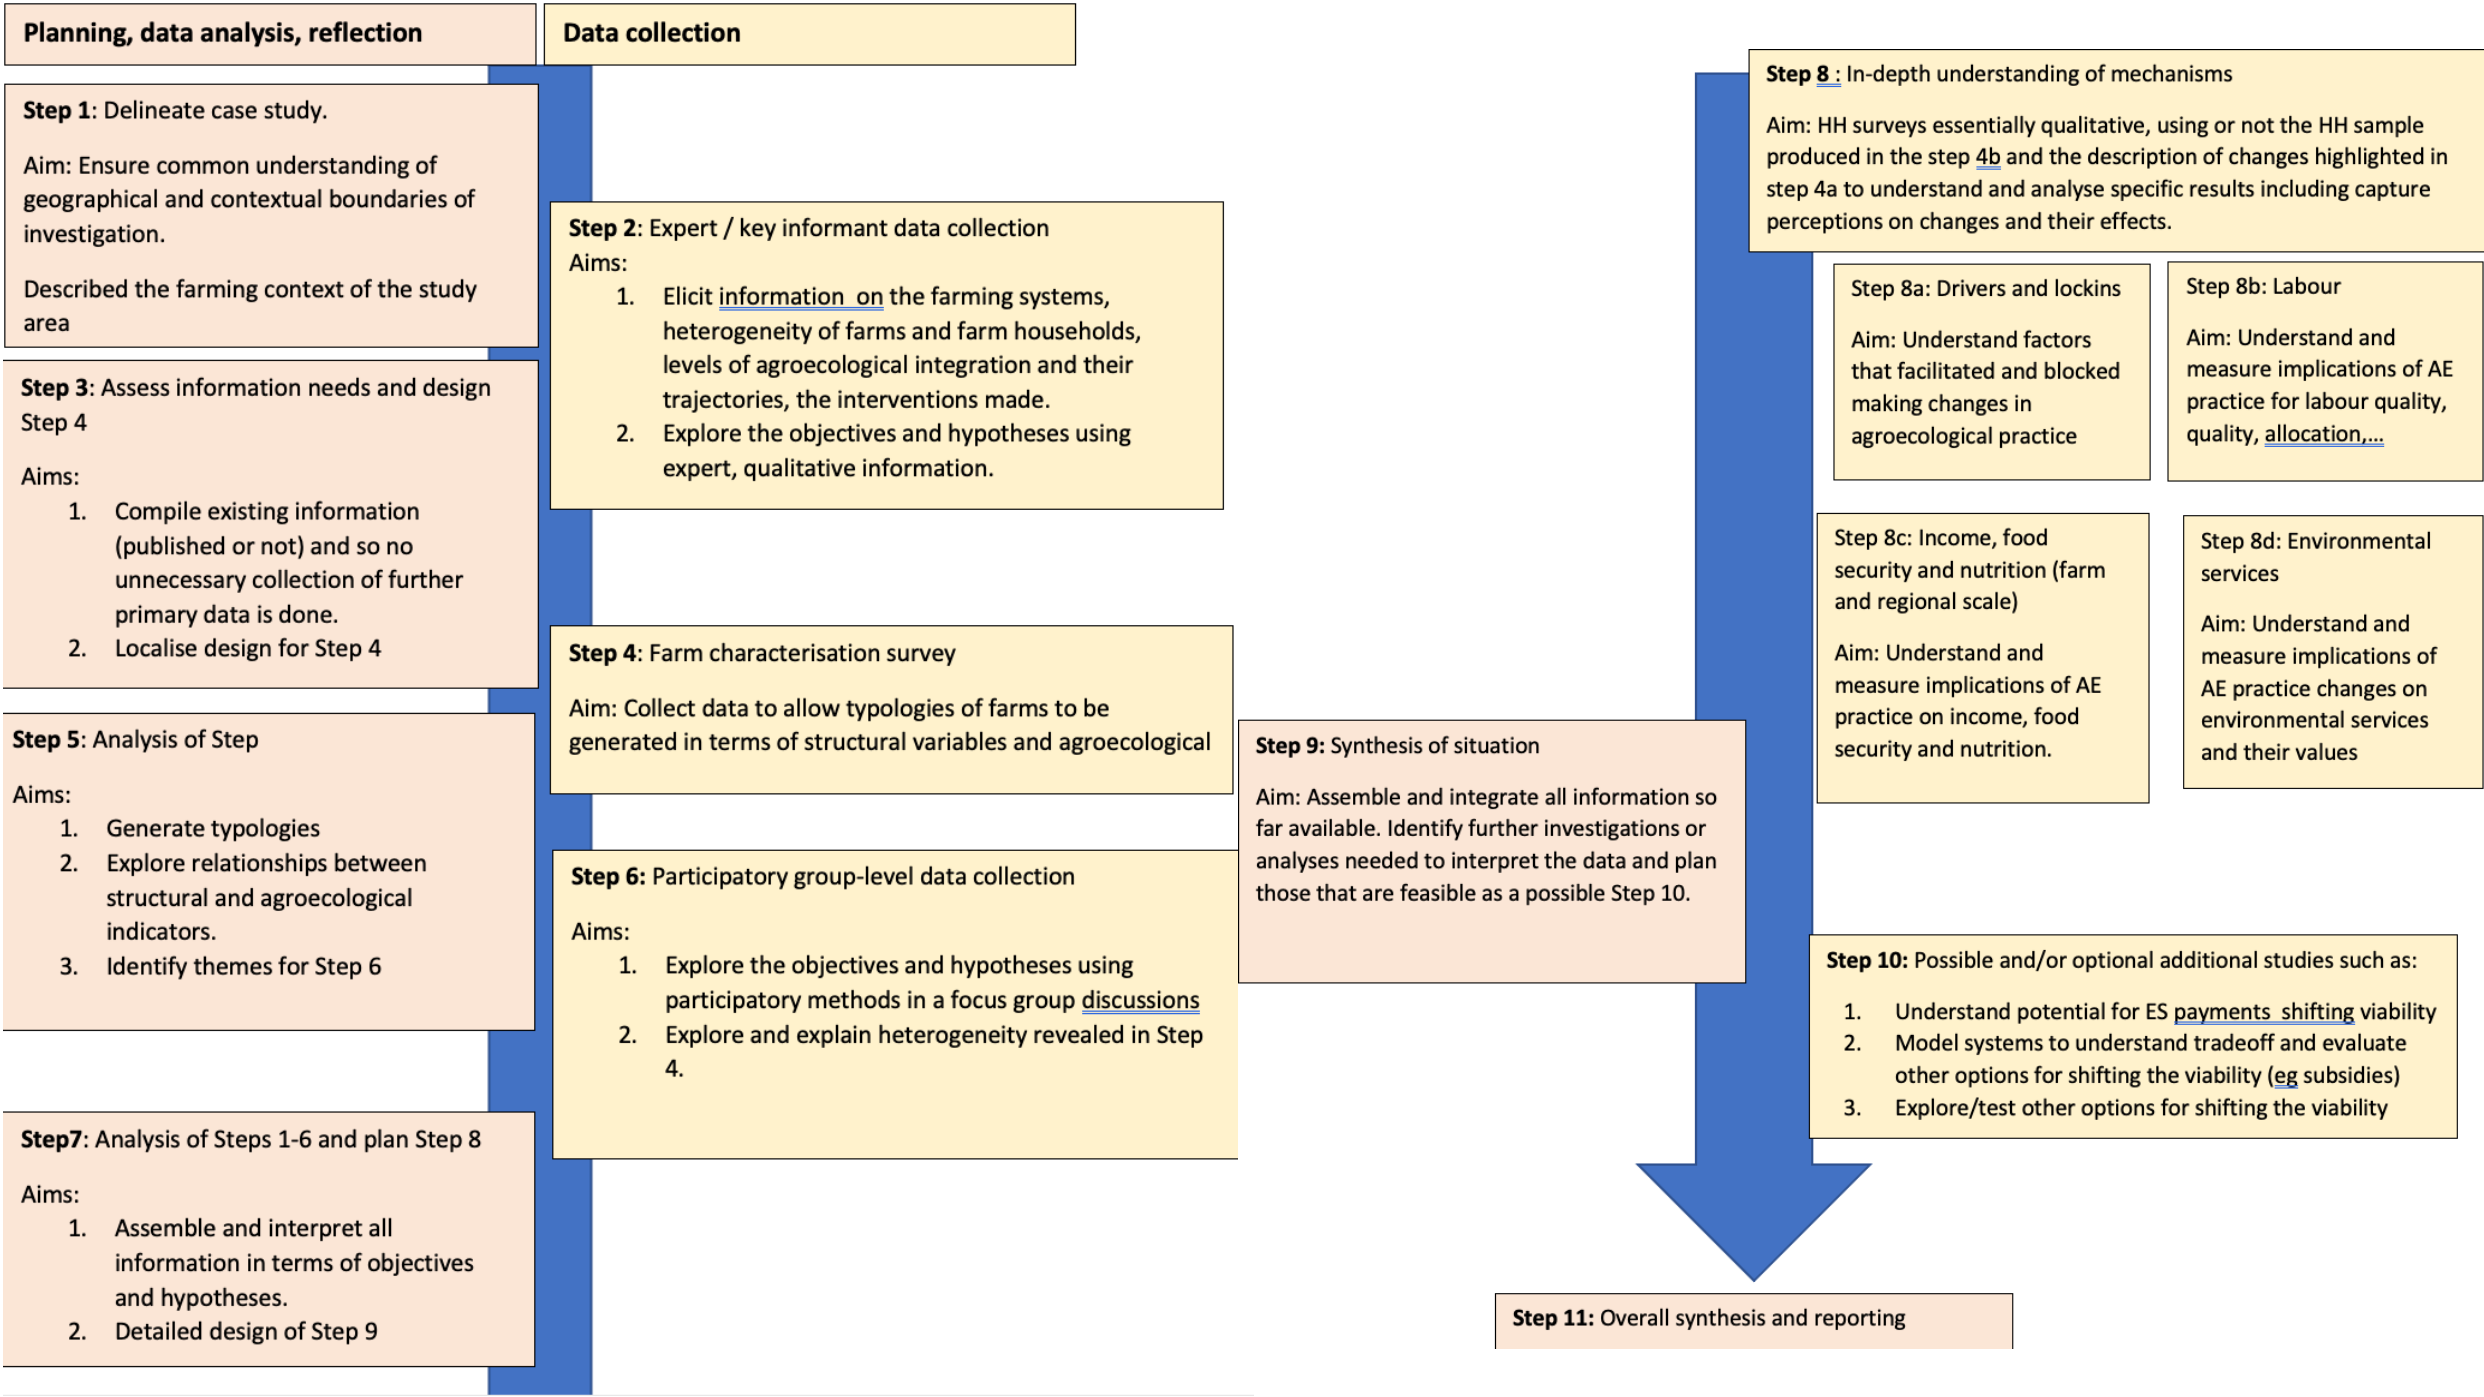 Planning, data analysis, reflection
Data collection
Step 1: Delineate case study.
Aim: Ensure common understanding of
geographical and contextual boundaries of
investigation.
Described the farming context of the study
area
Step 2: Expert / key informant data collection
Aims:
1. Elicit information  on the farming systems,
heterogeneity of farms and farm households,
levels of agroecological integration and their
trajectories, the interventions made.
2. Explore the objectives and hypotheses using
expert, qualitative information.
Step 3: Assess information needs and design
Step 4
Aims:
1. Compile existing information
(published or not) and so no
unnecessary collection of further
primary data is done.
2. Localise design for Step 4
Step 4: Farm characterisation survey
Aim: Collect data to allow typologies of farms to be
generated in terms of structural variables and agroecological
Step 5: Analysis of Step
Aims:
1. Generate typologies
2. Explore relationships between
structural and agroecological
indicators.
3. Identify themes for Step 6
Step 6: Participatory group-level data collection
Aims:
1. Explore the objectives and hypotheses using
participatory methods in a focus group discussions
2. Explore and explain heterogeneity revealed in Step
4.
Step7: Analysis of Steps 1-6 and plan Step 8
Aims:
1. Assemble and interpret all
information in terms of objectives
and hypotheses.
2. Detailed design of Step 9
Step 8 : In-depth understanding of mechanisms
Aim: HH surveys essentially qualitative, using or not the HH sample
produced in the step 4b and the description of changes highlighted in
step 4a to understand and analyse specific results including capture
perceptions on changes and their effects.
Step 8a: Drivers and lockins
Aim: Understand factors
that facilitated and blocked
making changes in
agroecological practice
Step 8b: Labour
Aim: Understand and
measure implications of AE
practice for labour quality,
quality, allocation,...
Step 8c: Income, food
security and nutrition (farm
and regional scale)
Aim: Understand and
measure implications of AE
practice on income, food
security and nutrition.
Step 8d: Environmental
services
Aim: Understand and
measure implications of
AE practice changes on
environmental services
and their values
Step 9: Synthesis of situation
Aim: Assemble and integrate all information so
far available. Identify further investigations or
analyses needed to interpret the data and plan
those that are feasible as a possible Step 10.
Step 10: Possible and/or optional additional studies such as:
1. Understand potential for ES payments  shifting viability
2. Model systems to understand tradeoff and evaluate
other options for shifting the viability (eg subsidies)
3. Explore/test other options for shifting the viability
Step 11: Overall synthesis and reporting